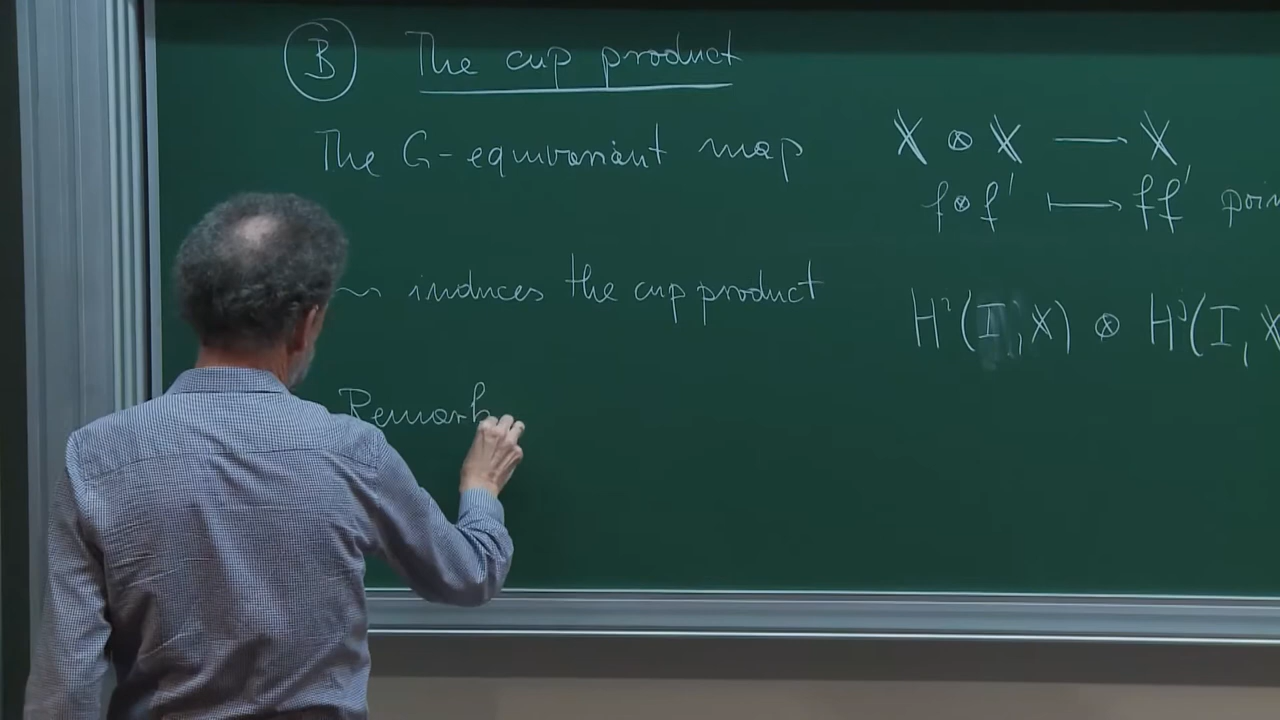 B The cup product
The G-equivariant map 𝕏 ⊗ 𝕏 ⟶ 𝕏
f ⊗ f' ⟼ ff'
⇝ induces the cup product H^i(I, 𝕏) ⊗ H^j(I, 𝕏
Remark